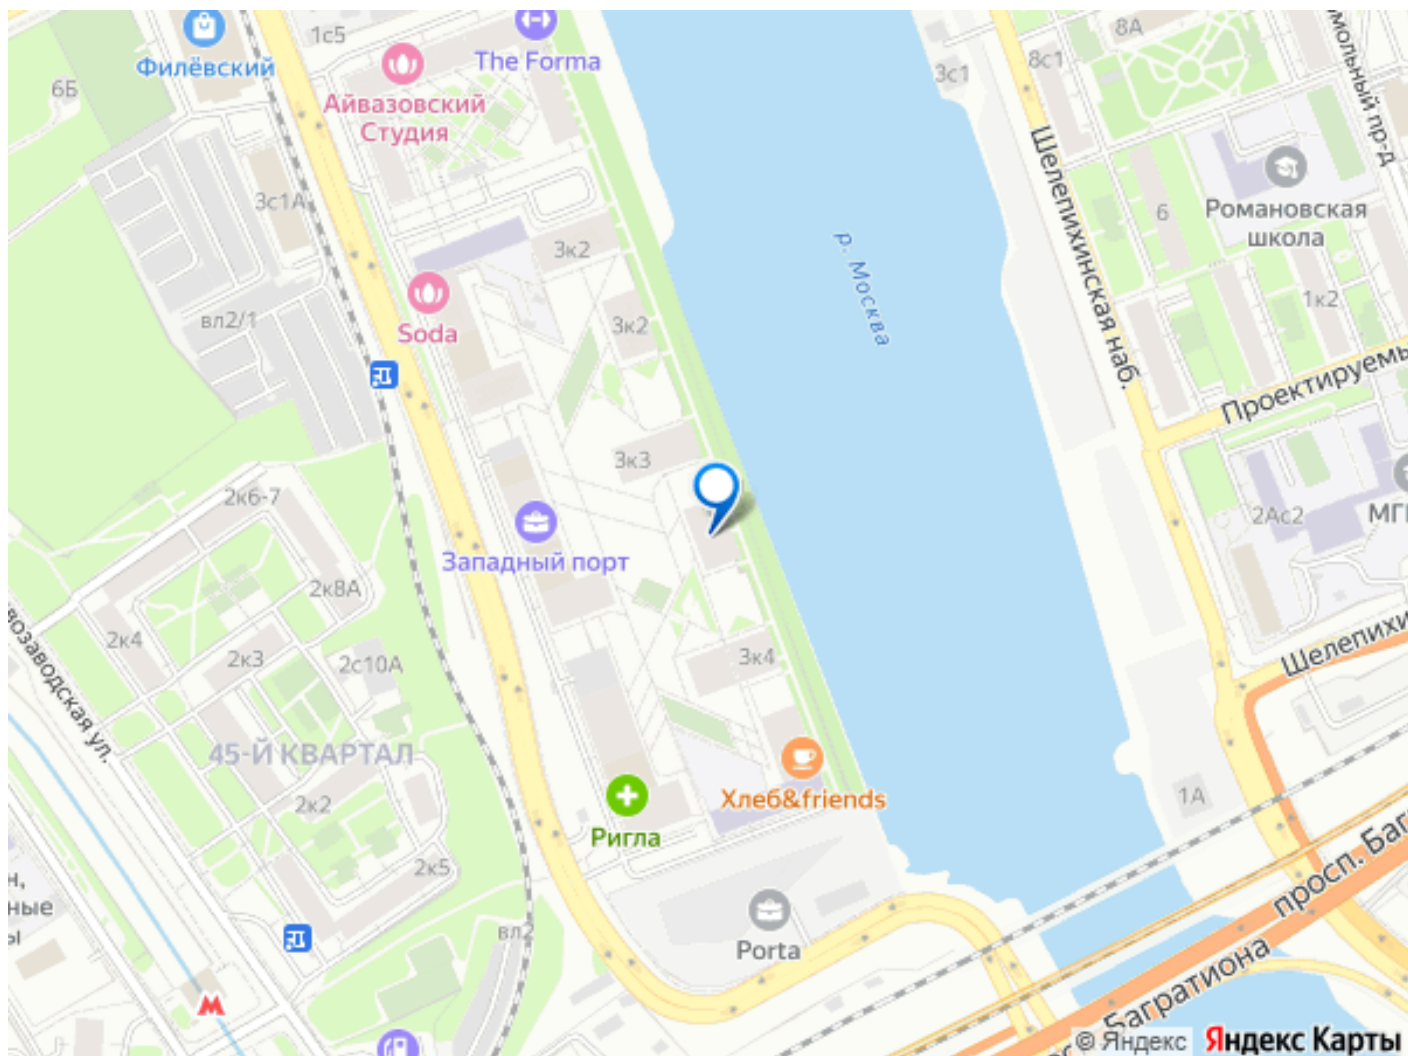 1с5
The Forma
Филёвский
6Б
Айвазовский
Студия
3с1
8с1
8А
Шелепихинская наб.
Романовская
школа
6
3с1А
3к2
р. Москва
1к2
вл2/1
Soda
3к2
Проектируемы
3к3
2к6-7
Западный порт
2Ас2
2к8А
2к4
2к3
2с10А
3к4
Шелепихи
45-Й КВАРТАЛ
2к2
Хлеб&friends
1А
Ригла
2к5
вл2
Porta
просп. Баг
Багратиона
© Яндекс
Яндекс Карты